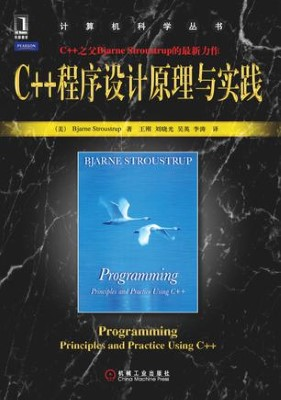 计算机科学丛书
PEARSON
C++之父Bjarne Stroustrup的最新力作
C++程序设计原理与实践
（美） Bjarne Stroustrup 著 王刚 刘晓光 吴英 李涛 译
BJARNE STROUSTRUP
Programming
Principles and Practice Using C++
Programming
Principles and Practice Using C++
机械工业出版社
China Machine Press